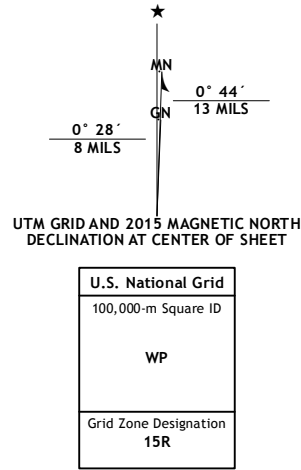 ★
MN
0° 44´
13 MILS
GN
0° 28´
8 MILS
UTM GRID AND 2015 MAGNETIC NORTH
DECLINATION AT CENTER OF SHEET
U.S. National Grid
100,000-m Square ID
WP
Grid Zone Designation
15R